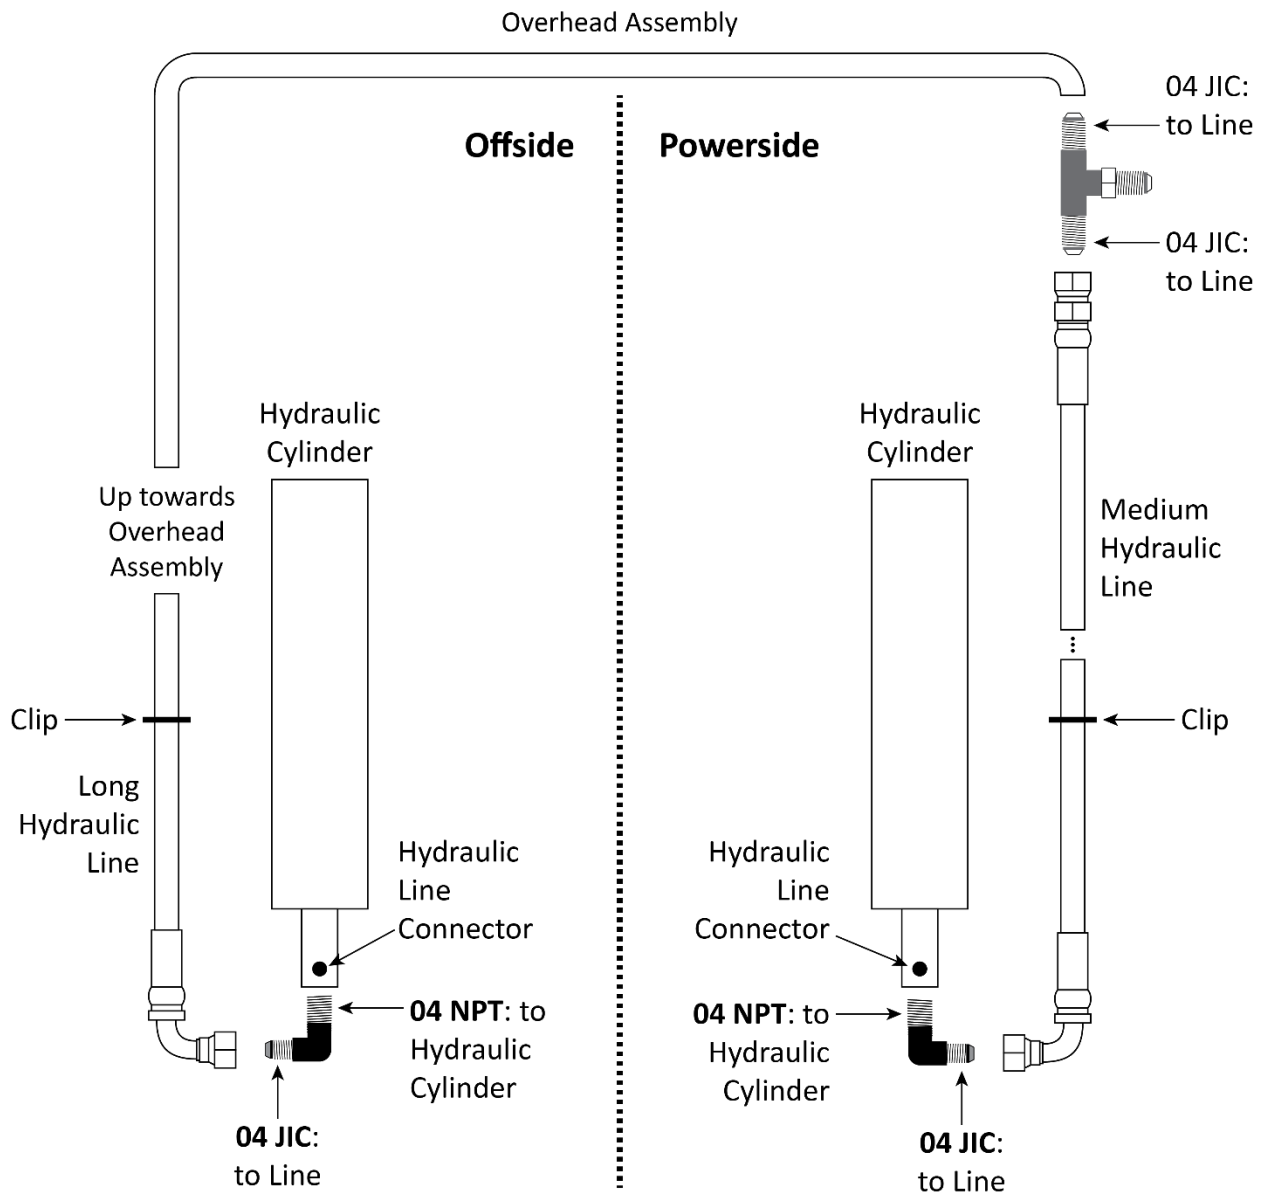 Overhead Assembly
04 JIC:
to Line
Offside
Powerside
04 JIC:
to Line
Hydraulic
Cylinder
Hydraulic
Cylinder
Up towards
Overhead
Assembly
Medium
Hydraulic
Line
Clip
Clip
Long
Hydraulic
Line
Hydraulic
Line
Connector
Hydraulic
Line
Connector
04 NPT: to
Hydraulic
Cylinder
04 NPT: to
Hydraulic
Cylinder
04 JIC:
to Line
04 JIC:
to Line